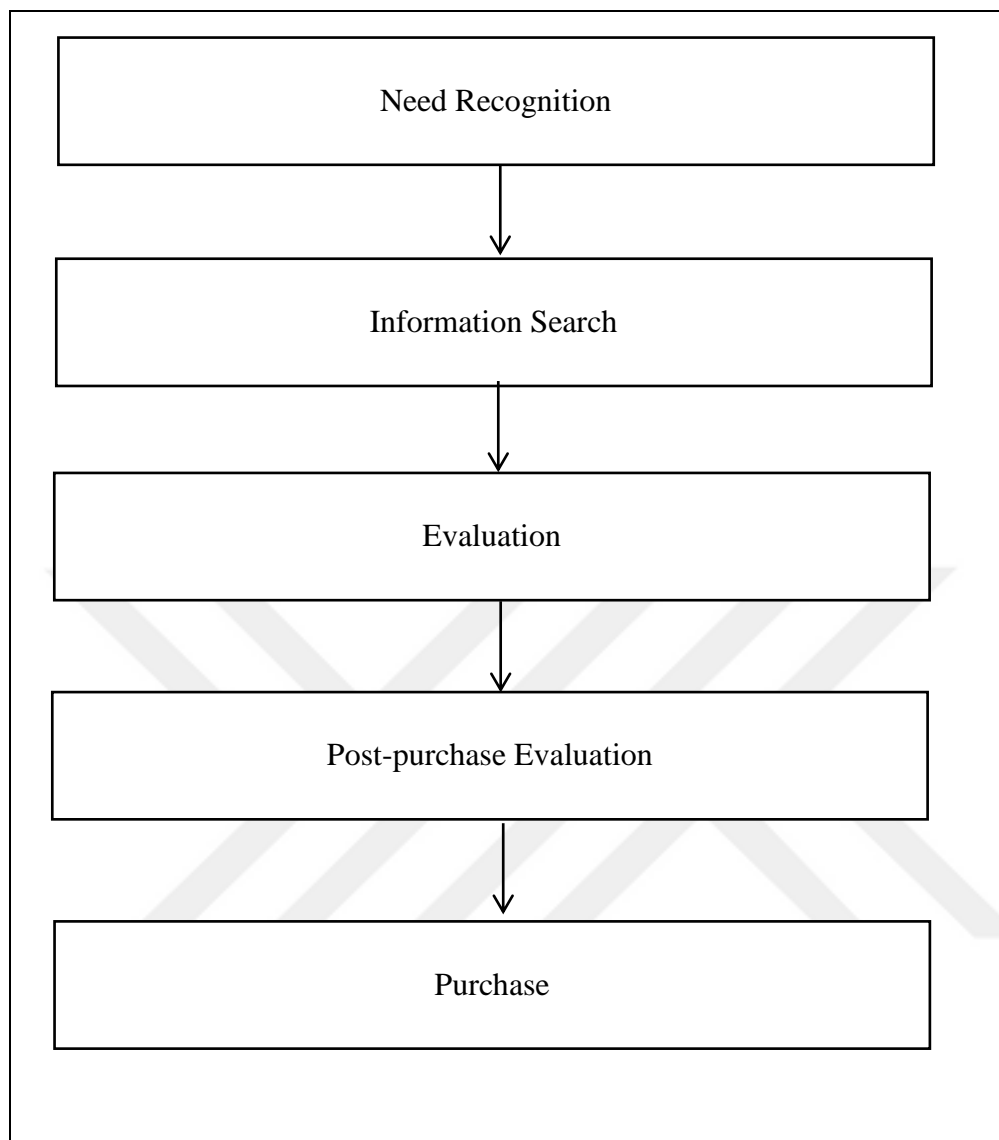 Need Recognition
Information Search
Evaluation
Post-purchase Evaluation
Purchase